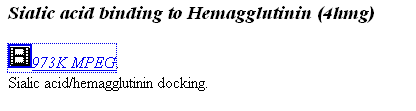 Sialic acid binding to Hemagglutinin (4hmg)
973K MPEG
Sialic acid/hemagglutinin docking.